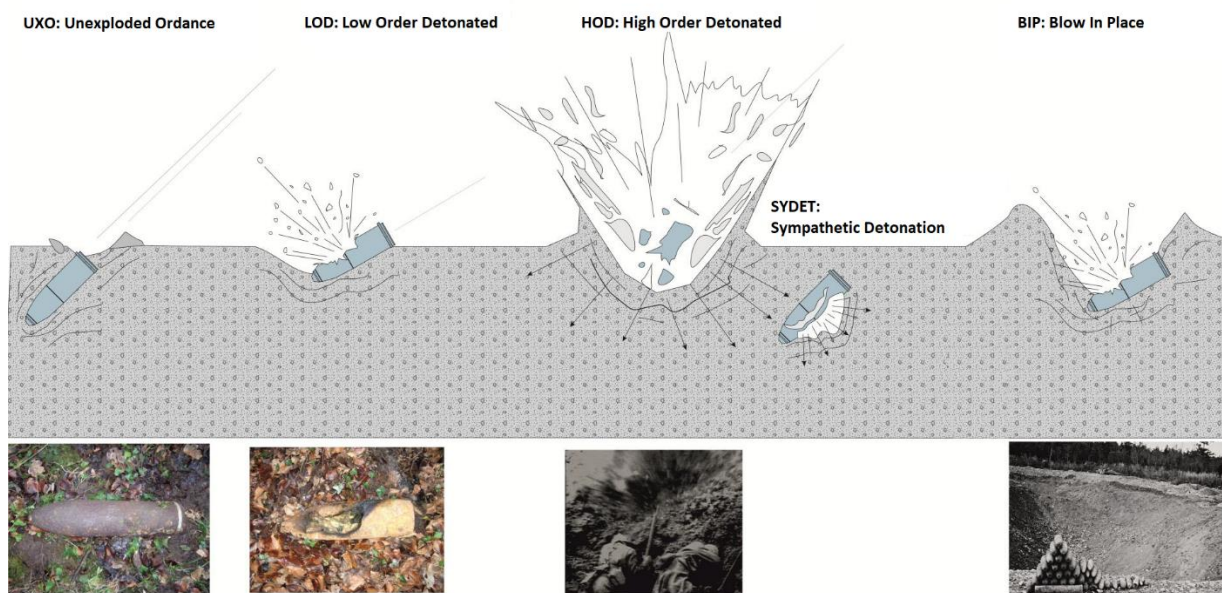 UXO: Unexploded Ordance
LOD: Low Order Detonated
HOD: High Order Detonated
BIP: Blow In Place
SYDET:
Sympathetic Detonation